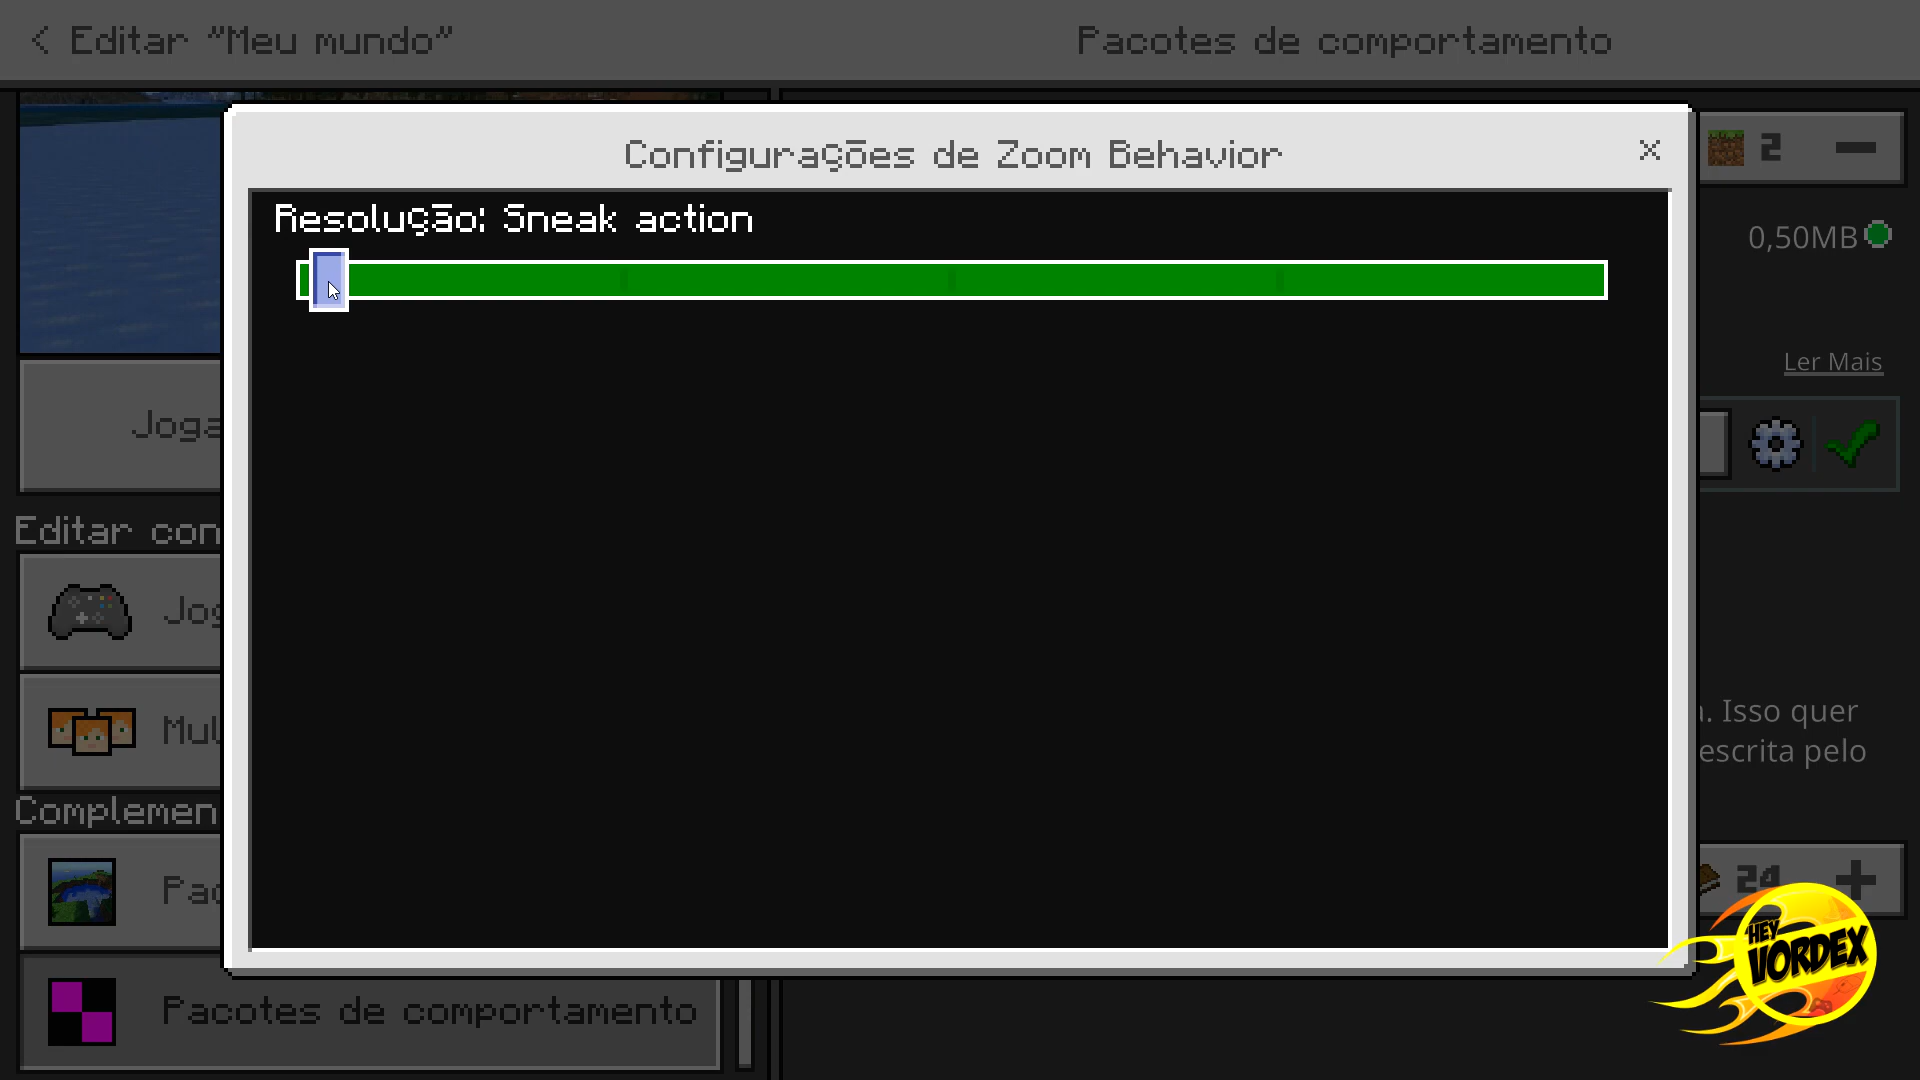 Editar "Meu mundo"
Pacotes de comportamento
Configurações de Zoom Behavior
Resolução: Sneak action
2
0,50MB
Ler Mais
Joga
Editar con
Jog
Mul
. Isso quer
escrita pelo
Complemen
Pac
24
Pacotes de comportamento
HEY
VORDEX